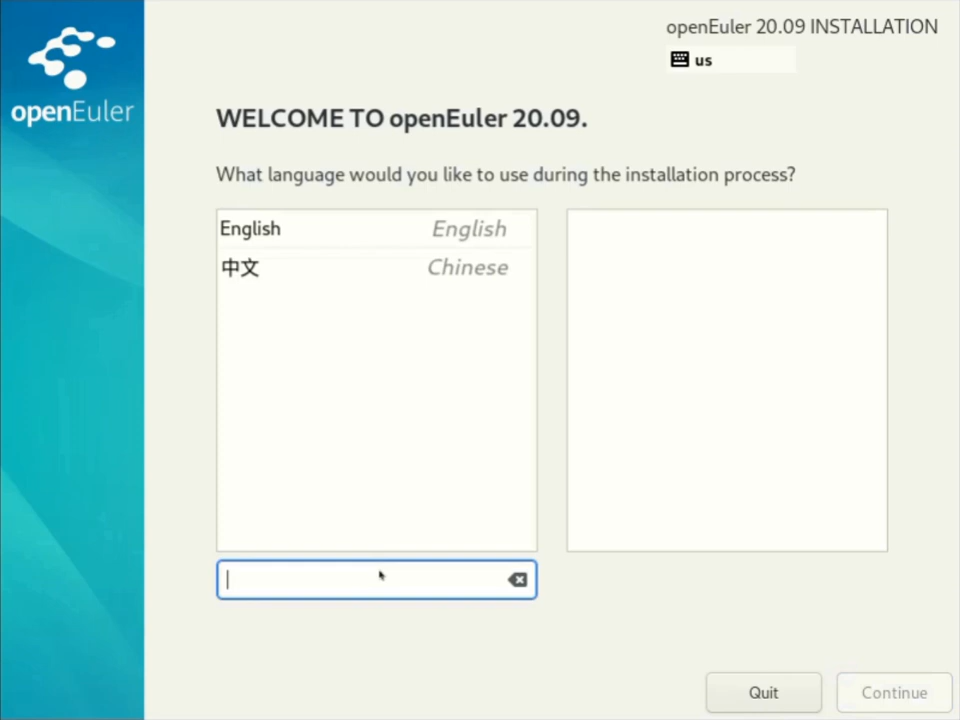 openEuler
openEuler 20.09 INSTALLATION
us
WELCOME TO openEuler 20.09.
What language would you like to use during the installation process?
English English
中文 Chinese
Quit Continue